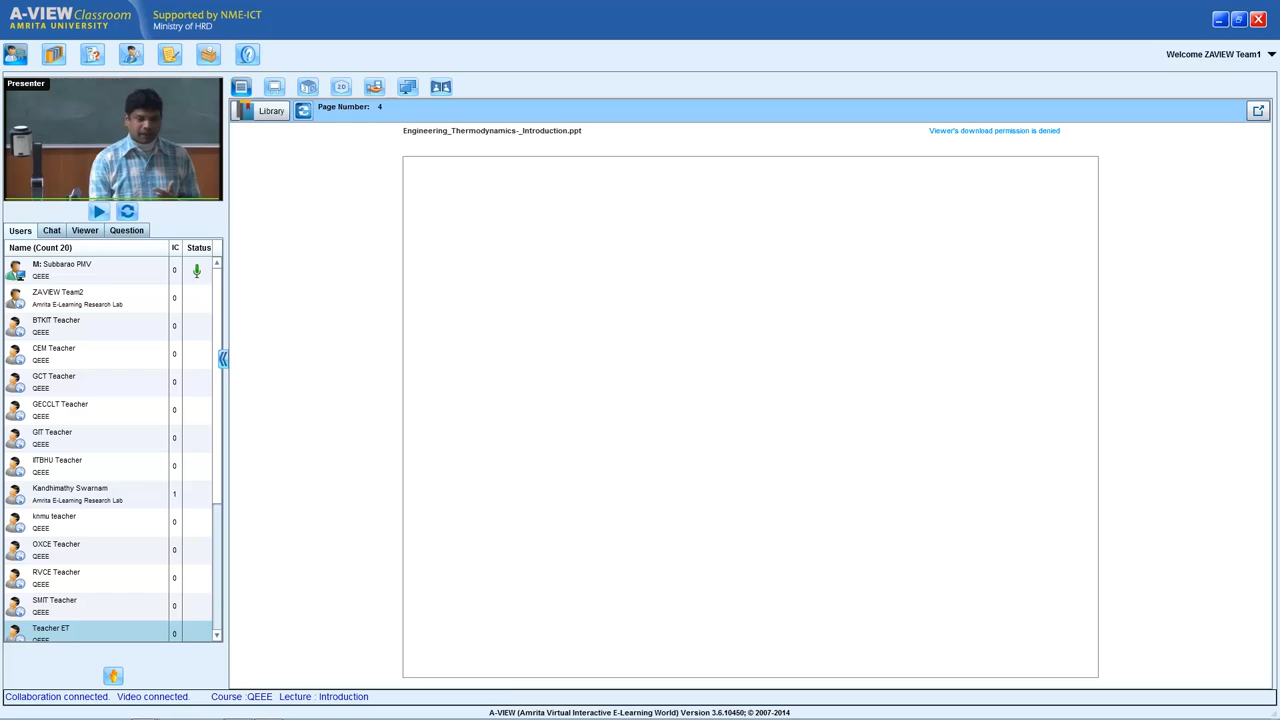 A-VIEW Classroom
AMRITA UNIVERSITY
Supported by NME-ICT
Ministry of HRD
Welcome ZAVIEW Team1
Presenter
2D
Library
Page Number: 4
Engineering_Thermodynamics-_Introduction.ppt
Viewer's download permission is denied
Users Chat Viewer Question
Name (Count 20) IC Status
M: Subbarao PMV 0
QEEE
ZAVIEW Team2 0
Amrita E-Learning Research Lab
BTKIT Teacher 0
QEEE
CEM Teacher 0
QEEE
GCT Teacher 0
QEEE
GECCLT Teacher 0
QEEE
GIT Teacher 0
QEEE
IITBHU Teacher 0
QEEE
Kandhimathy Swarnam 1
Amrita E-Learning Research Lab
knmu teacher 0
QEEE
OXCE Teacher 0
QEEE
RVCE Teacher 0
QEEE
SMIT Teacher 0
QEEE
Teacher ET 0
QEEE
Collaboration connected. Video connected. Course :QEEE Lecture : Introduction
A-VIEW (Amrita Virtual Interactive E-Learning World) Version 3.6.10450; © 2007-2014